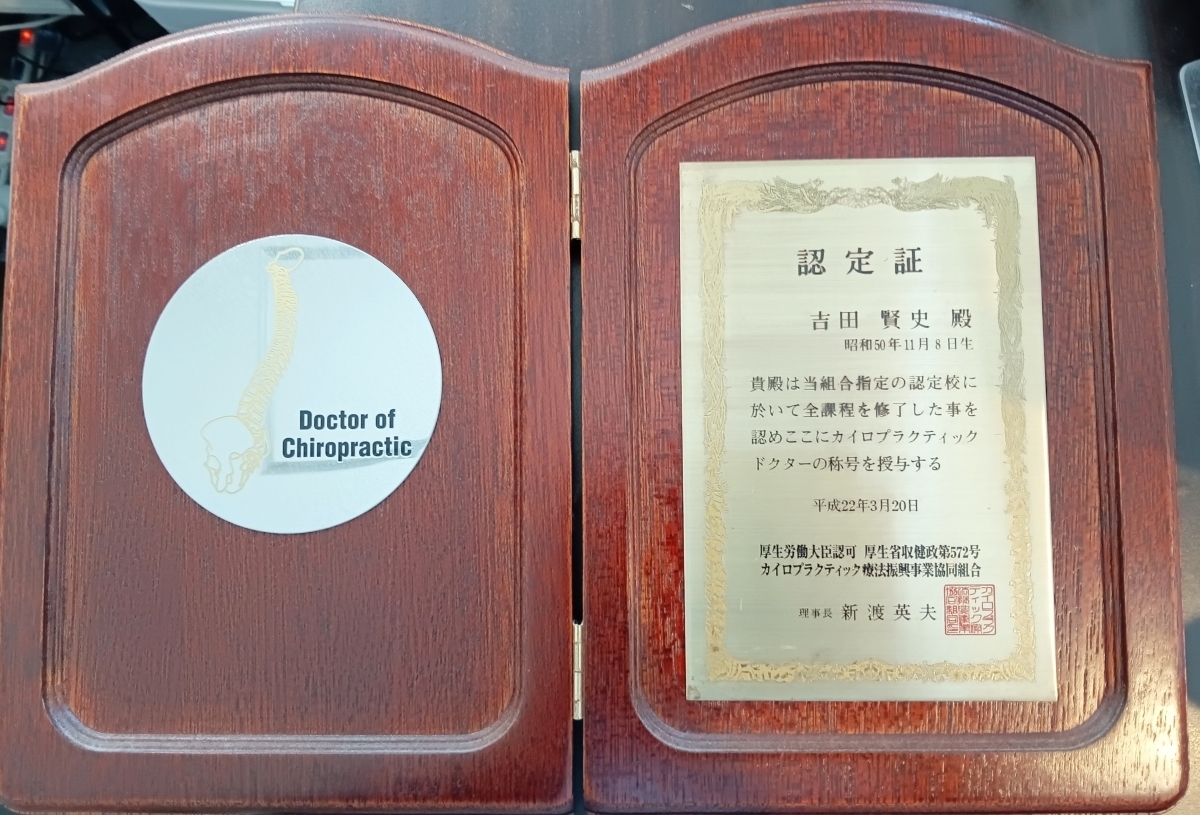 Doctor of
Chiropractic
認定証
吉田 賢史 殿
昭和50年11月8日生
貴殿は当組合指定の認定校に
於いて全課程を修了した事を
認めここにカイロプラクティック
ドクターの称号を授与する
平成22年3月20日
厚生労働大臣認可 厚生省収健政第572号
カイロプラクティック療法振興事業協同組合
理事長 新渡英夫